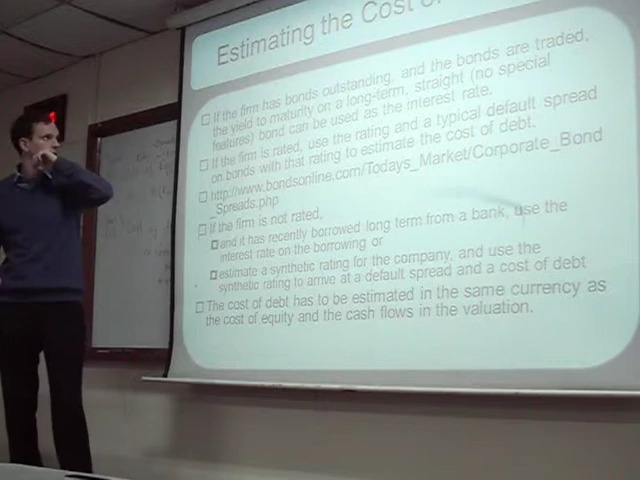 Estimating the Cost
If the firm has bonds outstanding, and the bonds are traded,
the yield to maturity on a long-term, straight (no special
features) bond can be used as the interest rate.
If the firm is rated, use the rating and a typical default spread
on bonds with that rating to estimate the cost of debt.
http://www.bondsonline.com/Todays_Market/Corporate_Bond
_Spreads.php
If the firm is not rated,
and it has recently borrowed long term from a bank, use the
interest rate on the borrowing or
estimate a synthetic rating for the company, and use the
synthetic rating to arrive at a default spread and a cost of debt
The cost of debt has to be estimated in the same currency as
the cost of equity and the cash flows in the valuation.